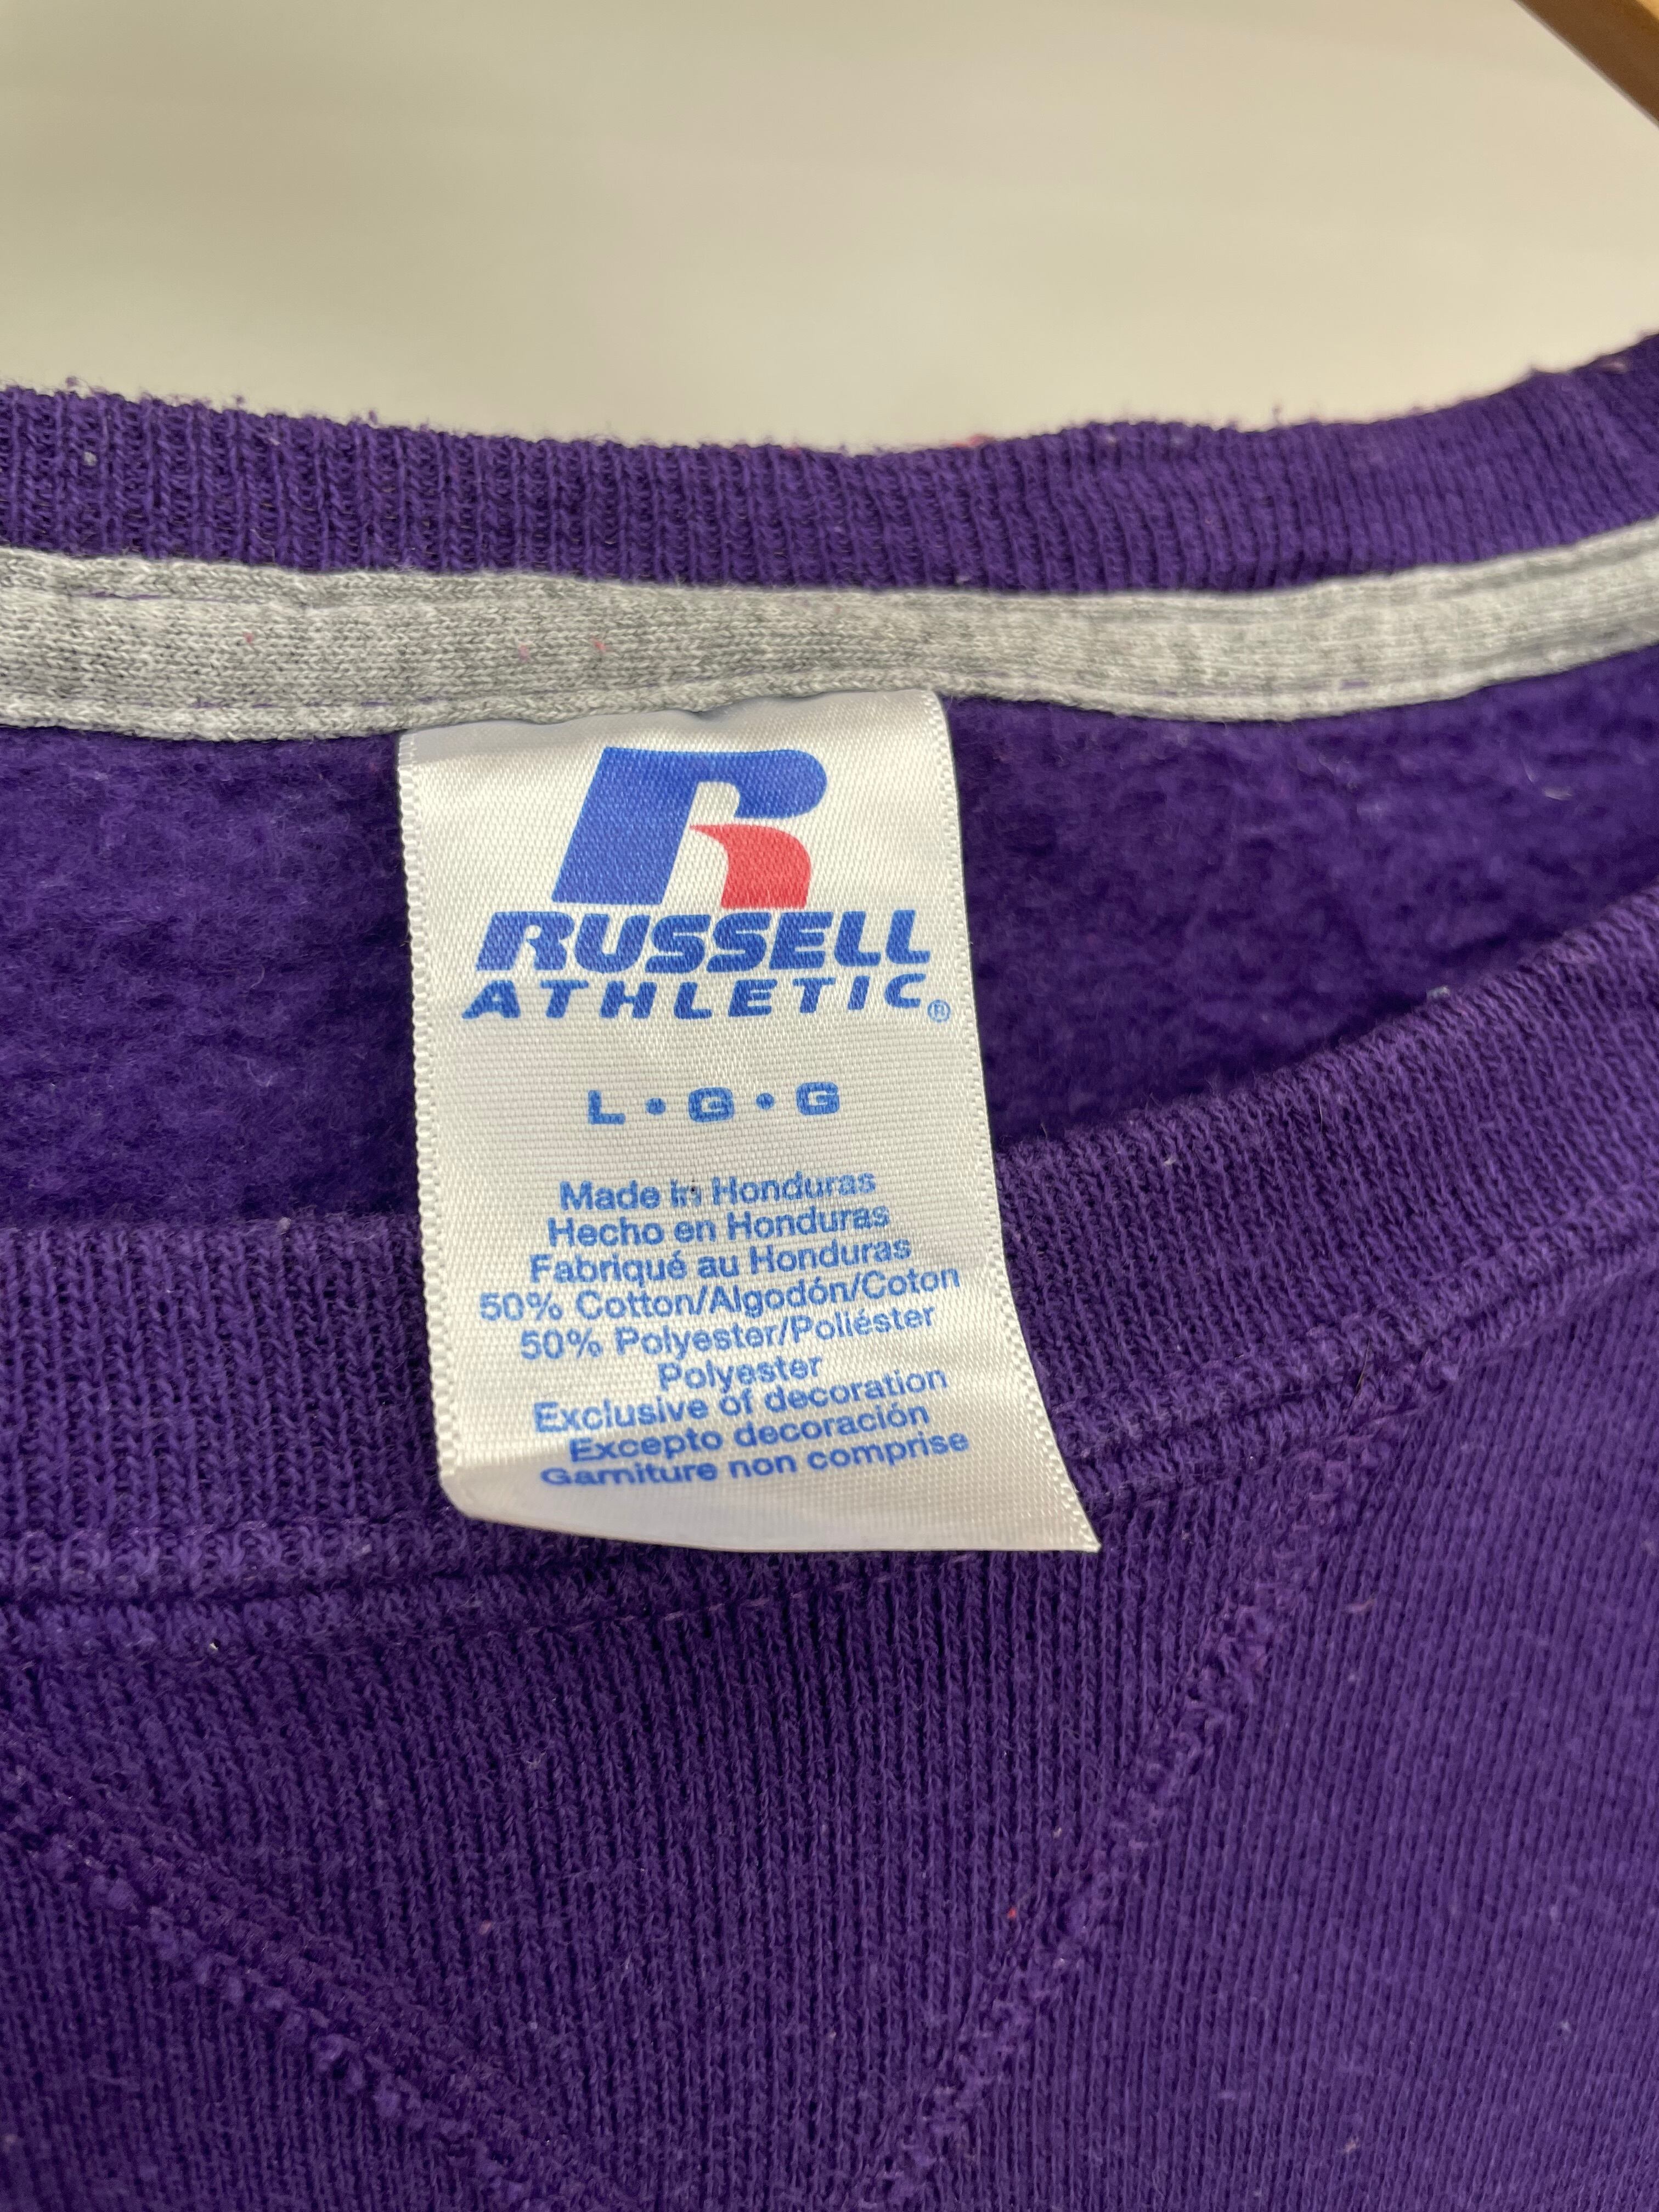 R
RUSSELL
ATHLETIC®
L • G • G
Made in Honduras
Hecho en Honduras
Fabriqué au Honduras
50% Cotton/Algodón/Coton
50% Polyester/Poliéster
Polyester
Exclusive of decoration
Excepto decoración
Garniture non comprise